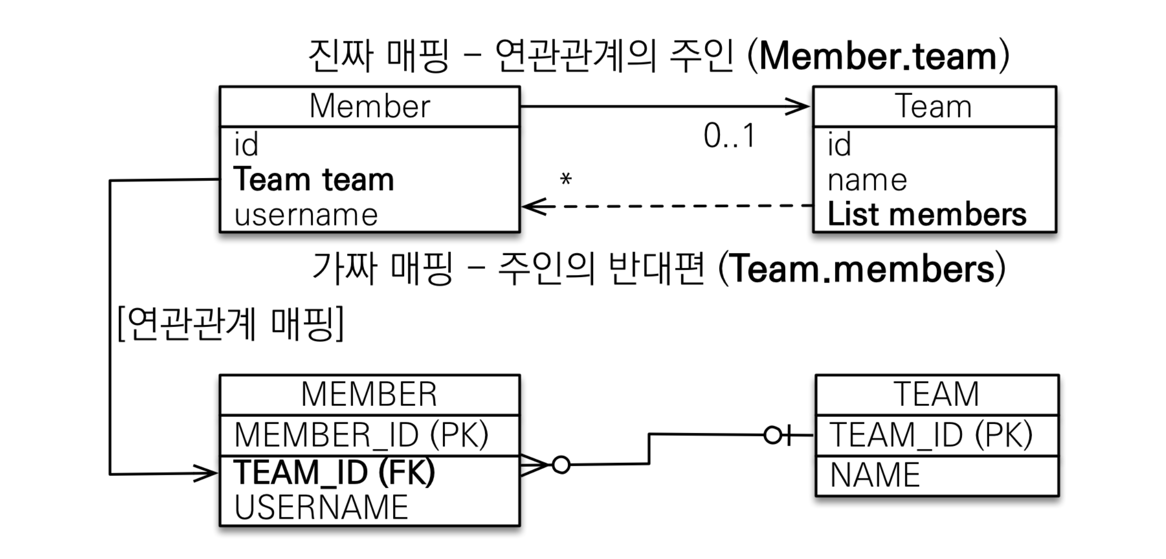 진짜 매핑 – 연관관계의 주인 (Member.team)
Member
id
Team team
username
0..1
*
Team
id
name
List members
가짜 매핑 – 주인의 반대편 (Team.members)
[연관관계 매핑]
MEMBER
MEMBER_ID (PK)
TEAM_ID (FK)
USERNAME
TEAM
TEAM_ID (PK)
NAME